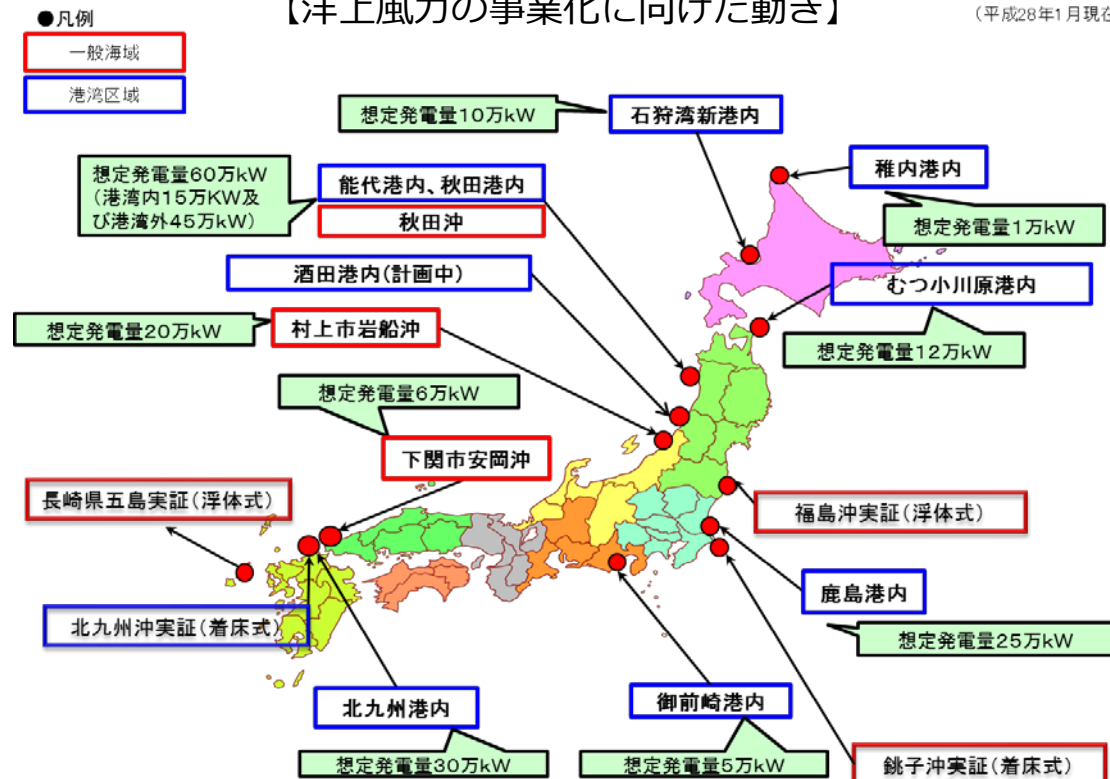 【洋上風力の事業化に向けた動き】
（平成28年1月現在
●凡例
一般海域
港湾区域
想定発電量10万kW
石狩湾新港内
稚内港内
想定発電量1万kW
想定発電量60万kW
（港湾内15万KW及
び港湾外45万kW）
能代港内、秋田港内
秋田沖
酒田港内（計画中）
むつ小川原港内
想定発電量12万kW
想定発電量20万kW
村上市岩船沖
想定発電量6万kW
下関市安岡沖
長崎県五島実証（浮体式）
福島沖実証（浮体式）
鹿島港内
想定発電量25万kW
北九州沖実証（着床式）
北九州港内
想定発電量30万kW
御前崎港内
想定発電量5万kW
銚子沖実証（着床式）